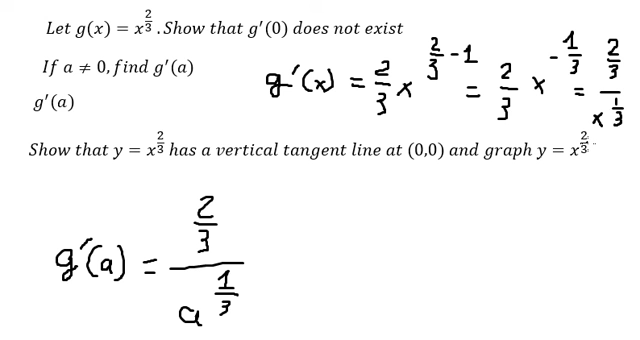 Let g(x) = x^(2/3). Show that g′(0) does not exist
If a ≠ 0, find g′(a)
g′(x) = 2/3 x^(2/3 - 1) = 2/3 x^(-1/3) = (2/3)/(x^(1/3))
g′(a)
Show that y = x^(2/3) has a vertical tangent line at (0,0) and graph y = x^(2/3).
g′(a) = (2/3)/(a^(1/3))